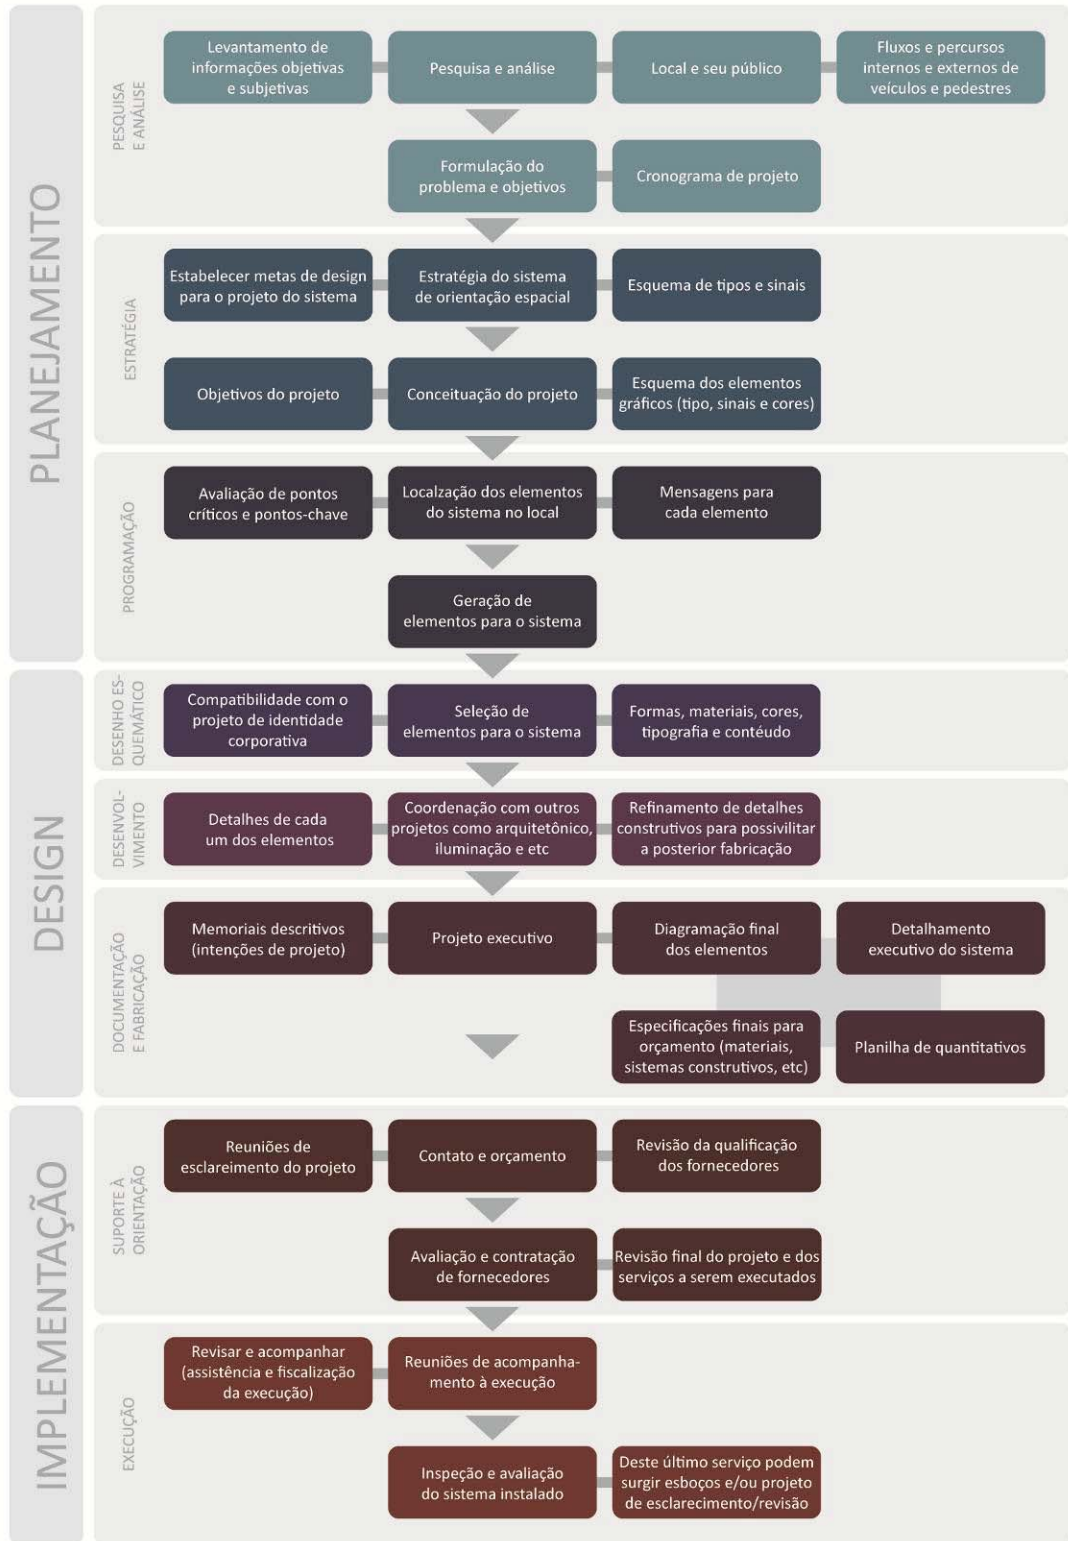 PLANEJAMENTO
PESQUISA
E ANÁLISE
Levantamento de
informações objetivas
e subjetivas
Pesquisa e análise
Local e seu público
Fluxos e percursos
internos e externos de
veículos e pedestres
Formulação do
problema e objetivos
Cronograma de projeto
ESTRATÉGIA
Estabelecer metas de design
para o projeto do sistema
Estratégia do sistema
de orientação espacial
Esquema de tipos e sinais
Objetivos do projeto
Conceituação do projeto
Esquema dos elementos
gráficos (tipo, sinais e cores)
PROGRAMAÇÃO
Avaliação de pontos
críticos e pontos-chave
Localzação dos elementos
do sistema no local
Mensagens para
cada elemento
Geração de
elementos para o sistema
DESIGN
DESENHO ES-
QUEMÁTICO
Compatibilidade com o
projeto de identidade
corporativa
Seleção de
elementos para o sistema
Formas, materiais, cores,
tipografia e contéudo
DESENVOL-
VIMENTO
Detalhes de cada
um dos elementos
Coordenação com outros
projetos como arquitetônico,
iluminação e etc
Refinamento de detalhes
construtivos para possivilitar
a posterior fabricação
DOCUMENTAÇÃO
E FABRICAÇÃO
Memoriais descritivos
(intenções de projeto)
Projeto executivo
Diagramação final
dos elementos
Detalhamento
executivo do sistema
Especificações finais para
orçamento (materiais,
sistemas construtivos, etc)
Planilha de quantitativos
IMPLEMENTAÇÃO
SUPORTE À
ORIENTAÇÃO
Reuniões de
esclareimento do projeto
Contato e orçamento
Revisão da qualificação
dos fornecedores
Avaliação e contratação
de fornecedores
Revisão final do projeto e dos
serviços a serem executados
EXECUÇÃO
Revisar e acompanhar
(assistência e fiscalização
da execução)
Reuniões de acompanha-
mento à execução
Inspeção e avaliação
do sistema instalado
Deste último serviço podem
surgir esboços e/ou projeto
de esclarecimento/revisão